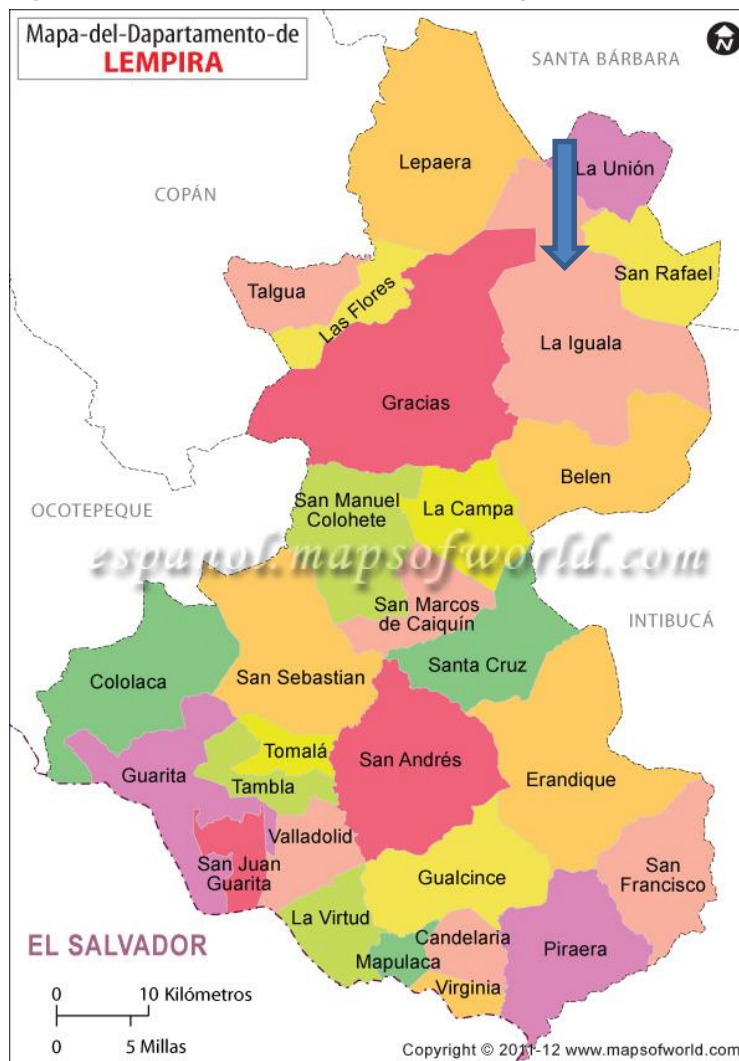 Mapa-del-Dapartamento-de
LEMPIRA
N
SANTA BÁRBARA
La Unión
Lepaera
COPÁN
San Rafael
Talgua
Las Flores
La Iguala
Gracias
Belen
San Manuel
Colohete
La Campa
OCOTEPEQUE
espanol.mapsofworld.com
San Marcos
de Caiquín
INTIBUCÁ
Santa Cruz
Cololaca
San Sebastian
Tomalá
San Andrés
Guarita
Erandique
Tambla
Valladolid
San Juan
Guarita
San
Francisco
Gualcince
La Virtud
Candelaria
EL SALVADOR
Piraera
Mapulaca
Virginia
0 10 Kilómetros
0 5 Millas
Copyright © 2011-12 www.mapsofworld.com